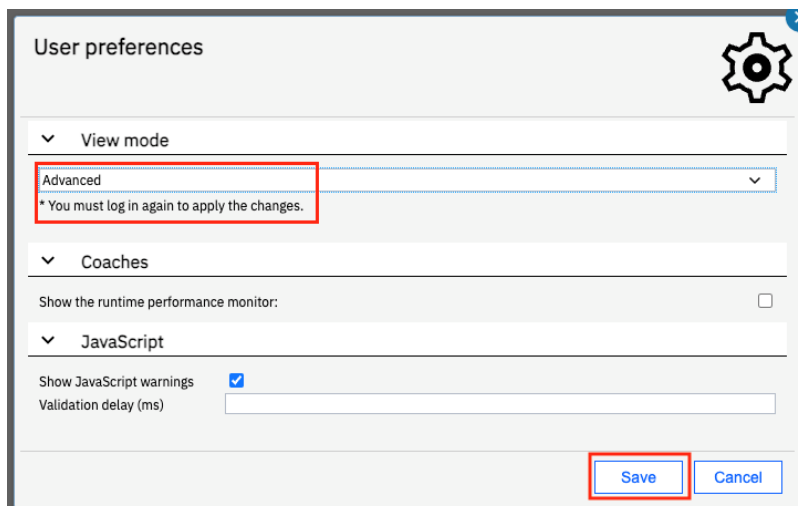 User preferences
View mode
Advanced
* You must log in again to apply the changes.
Coaches
Show the runtime performance monitor:
JavaScript
Show JavaScript warnings
Validation delay (ms)
Save Cancel